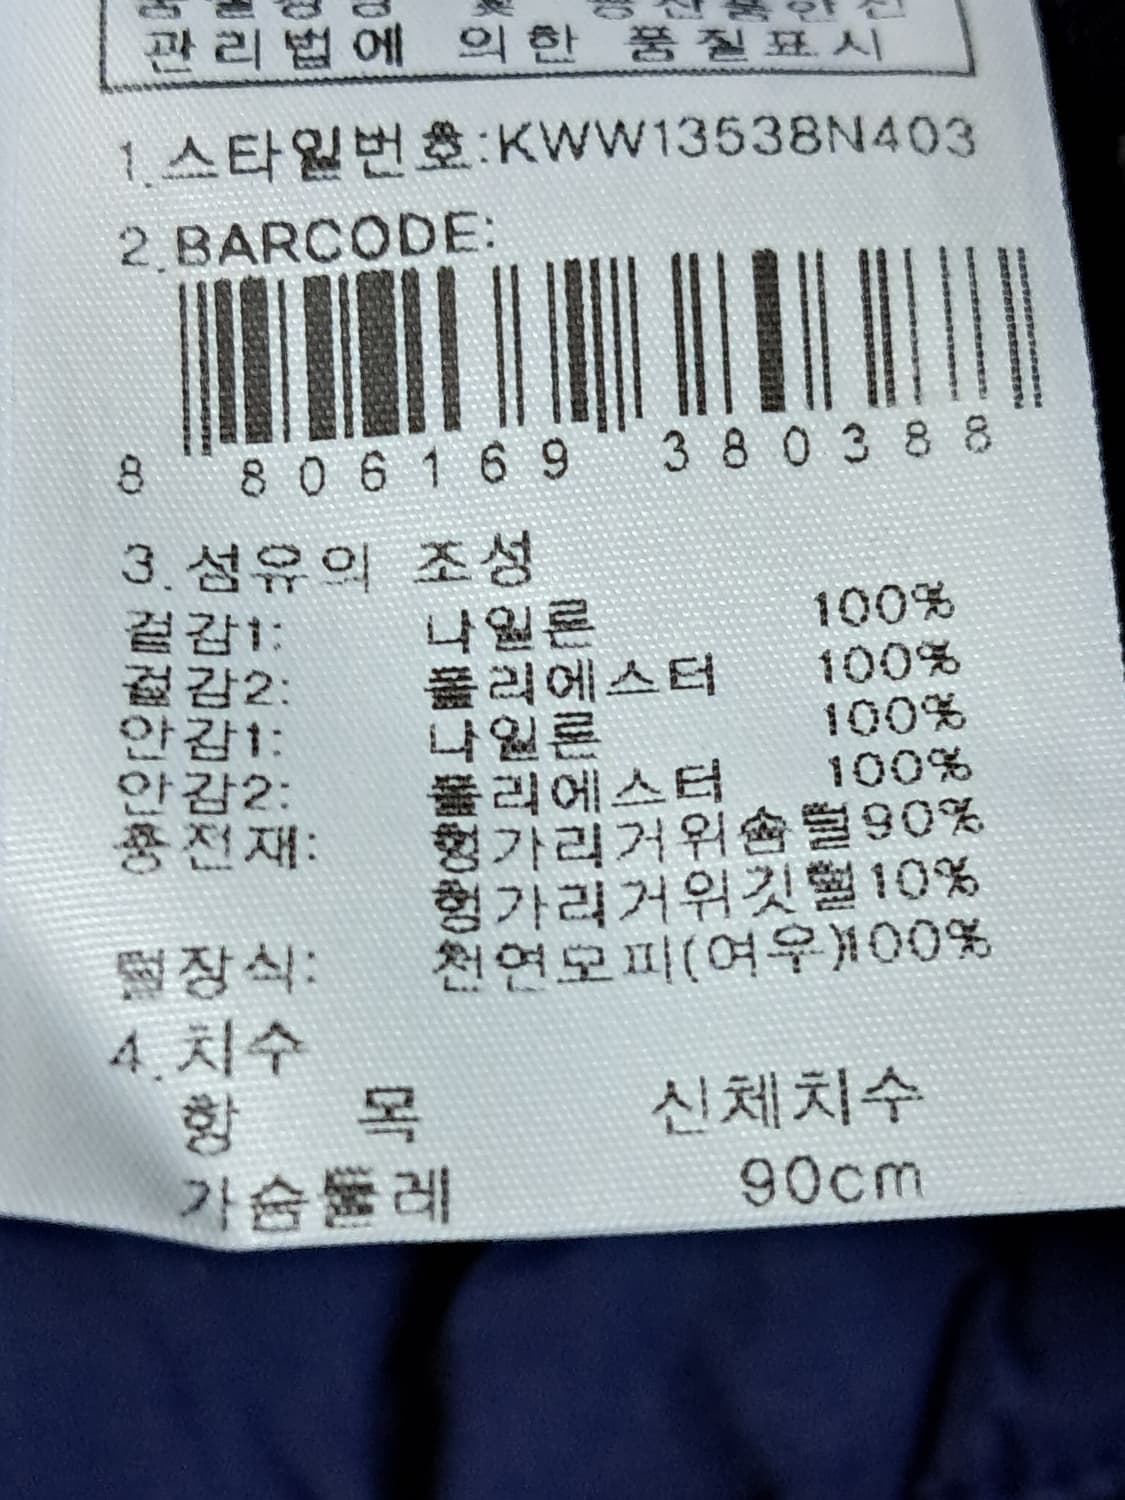 관리법에 의한 품질표시
1.스타일번호:KWW13538N403
2.BARCODE:
8 806169 380388
3.섬유의 조성
겉감1: 나일론 100%
겉감2: 폴리에스터 100%
안감1: 나일론 100%
안감2: 폴리에스터 100%
충전재: 헝가리거위솜털90%
헝가리거위깃털10%
털장식: 천연모피(여우)100%
4.치수
항 목 신체치수
가슴둘레 90cm